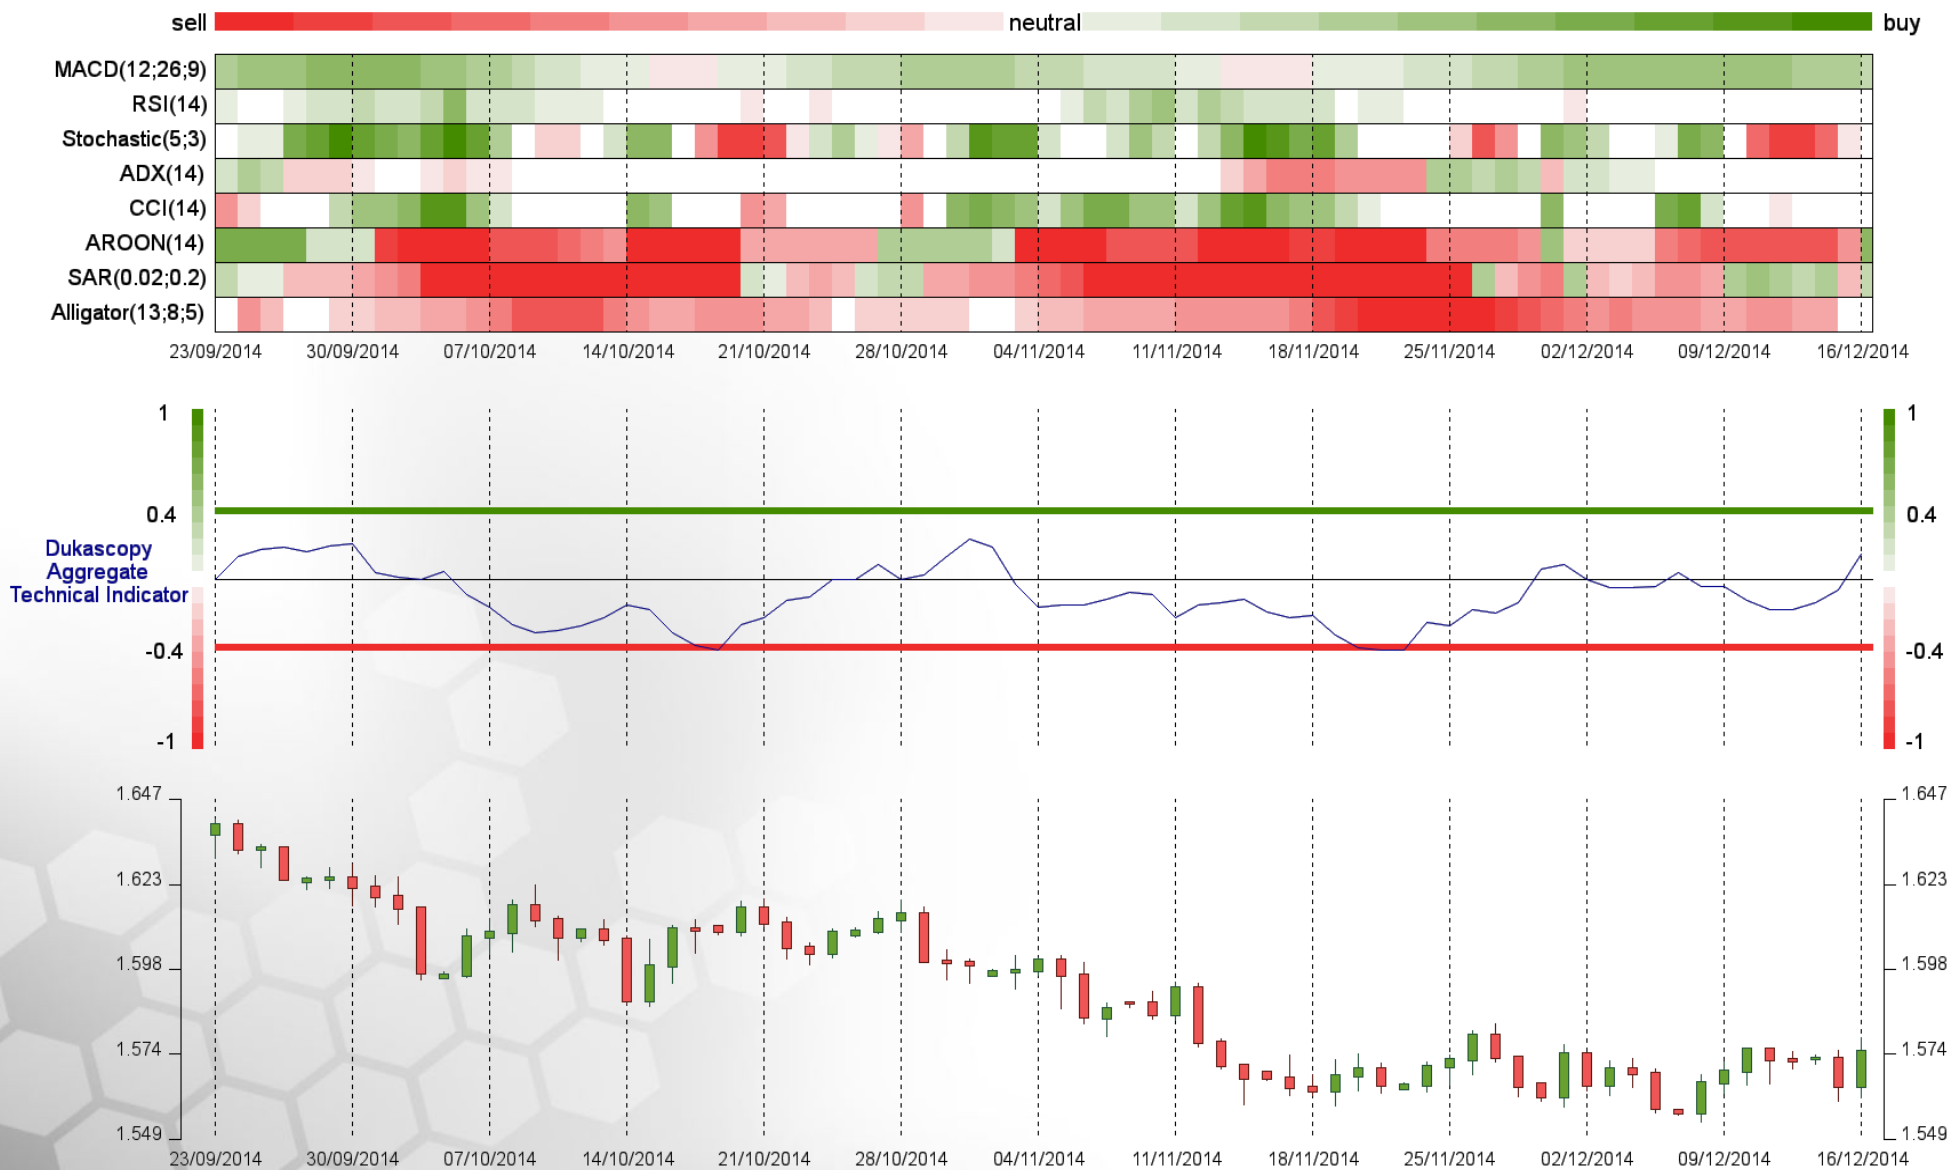 sell neutral buy
MACD(12;26;9)
RSI(14)
Stochastic(5;3)
ADX(14)
CCI(14)
AROON(14)
SAR(0.02;0.2)
Alligator(13;8;5)
23/09/2014 30/09/2014 07/10/2014 14/10/2014 21/10/2014 28/10/2014 04/11/2014 11/11/2014 18/11/2014 25/11/2014 02/12/2014 09/12/2014 16/12/2014
1 1
0.4 0.4
Dukascopy
Aggregate
Technical Indicator
-0.4 -0.4
-1 -1
1.647 1.647
1.623 1.623
1.598 1.598
1.574 1.574
1.549 1.549
23/09/2014 30/09/2014 07/10/2014 14/10/2014 21/10/2014 28/10/2014 04/11/2014 11/11/2014 18/11/2014 25/11/2014 02/12/2014 09/12/2014 16/12/2014